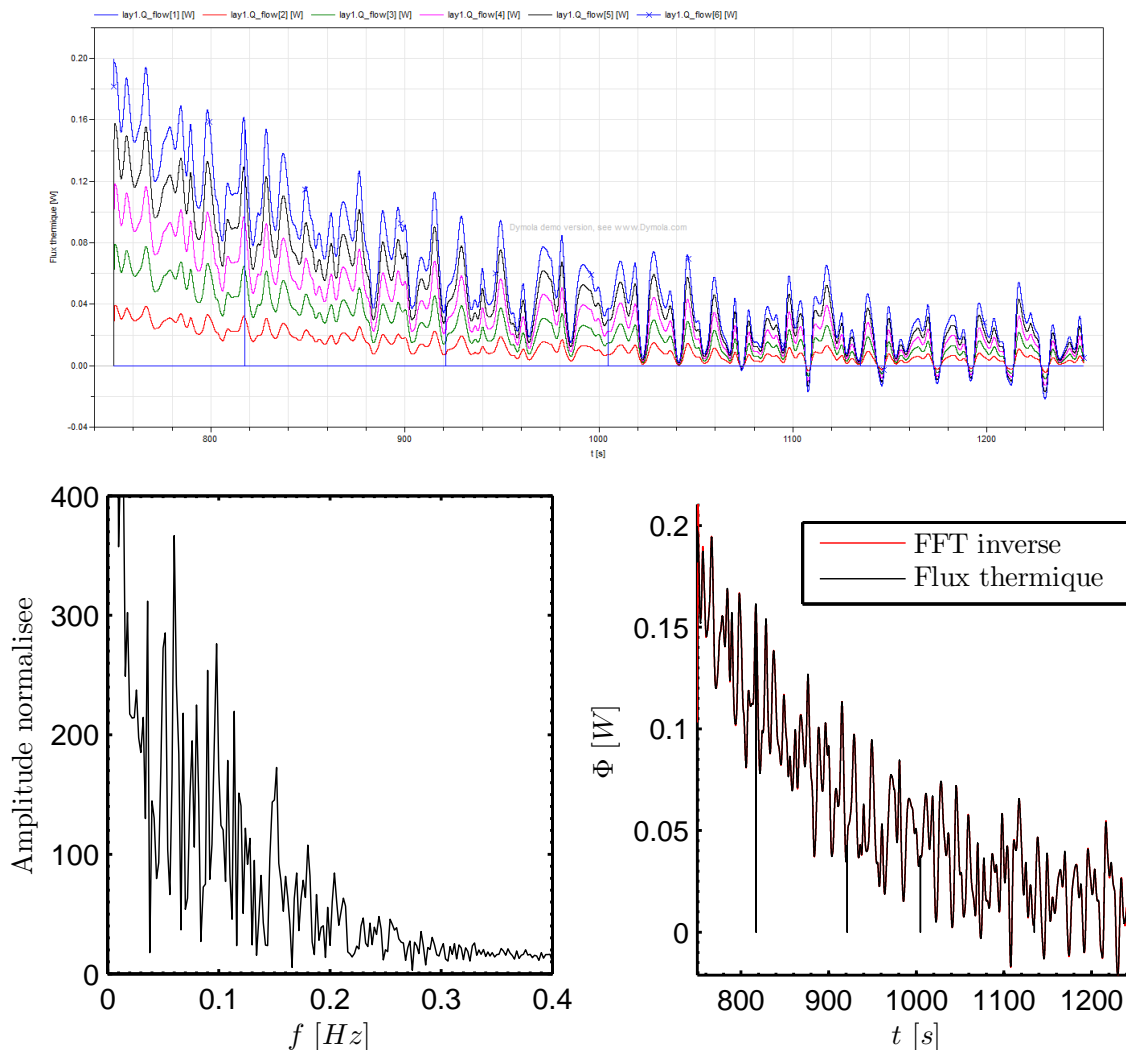 lay1.Q_flow[1] [W] lay1.Q_flow[2] [W] lay1.Q_flow[3] [W] lay1.Q_flow[4] [W] lay1.Q_flow[5] [W] lay1.Q_flow[6] [W]
0.20
0.16
0.12
0.08
0.04
0.00
-0.04
Flux thermique [W]
Dymola demo version, see www.Dymola.com
800 900 1000 1100 1200
t [s]
400
300
200
100
0
Amplitude normalisee
0 0.1 0.2 0.3 0.4
f [Hz]
0.2
0.15
0.1
0.05
0
Φ [W]
FFT inverse
Flux thermique
800 900 1000 1100 1200
t [s]